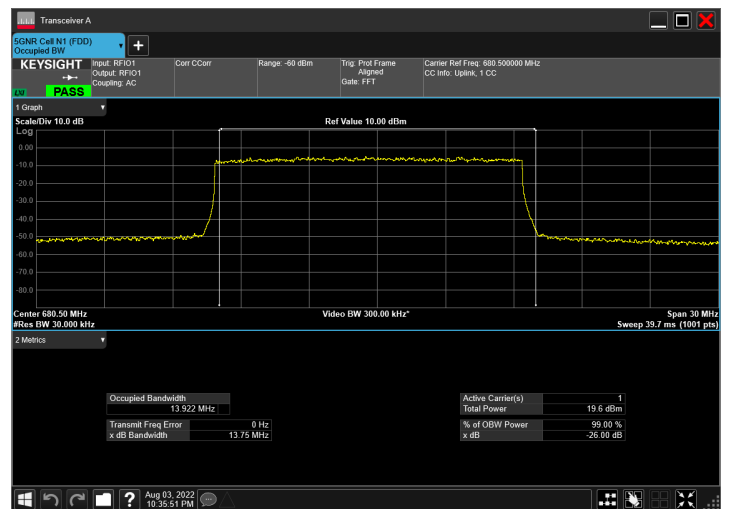 Transceiver A
5GNR Cell N1 (FDD)
Occupied BW
KEYSIGHT
LXI
PASS
Input: RFIO1
Output: RFIO1
Coupling: AC
Corr CCorr
Range: -60 dBm
Trig: Prot Frame
Aligned
Gate: FFT
Carrier Ref Freq: 680.500000 MHz
CC Info: Uplink, 1 CC
1 Graph
Scale/Div 10.0 dB
Ref Value 10.00 dBm
Log
0.00
-10.0
-20.0
-30.0
-40.0
-50.0
-60.0
-70.0
-80.0
Center 680.50 MHz
#Res BW 30.000 kHz
Video BW 300.00 kHz*
Span 30 MHz
Sweep 39.7 ms (1001 pts)
2 Metrics
Occupied Bandwidth
13.922 MHz
Transmit Freq Error 0 Hz
x dB Bandwidth 13.75 MHz
Active Carrier(s) 1
Total Power 19.6 dBm
% of OBW Power 99.00 %
x dB -26.00 dB
Aug 03, 2022
10:35:51 PM